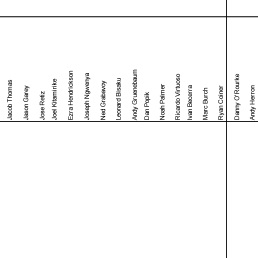 Jacob Thomas
Jason Garey
Jose Retiz
Joel Kitamirike
Ezra Hendrickson
Joseph Ngwenya
Ned Grabavoy
Leonard Bisaku
Andy Gruenebaum
Dan Popik
Noah Palmer
Ricardo Virtuoso
Ivan Becerra
Marc Burch
Ryan Coiner
Danny O'Rourke
Andy Herron